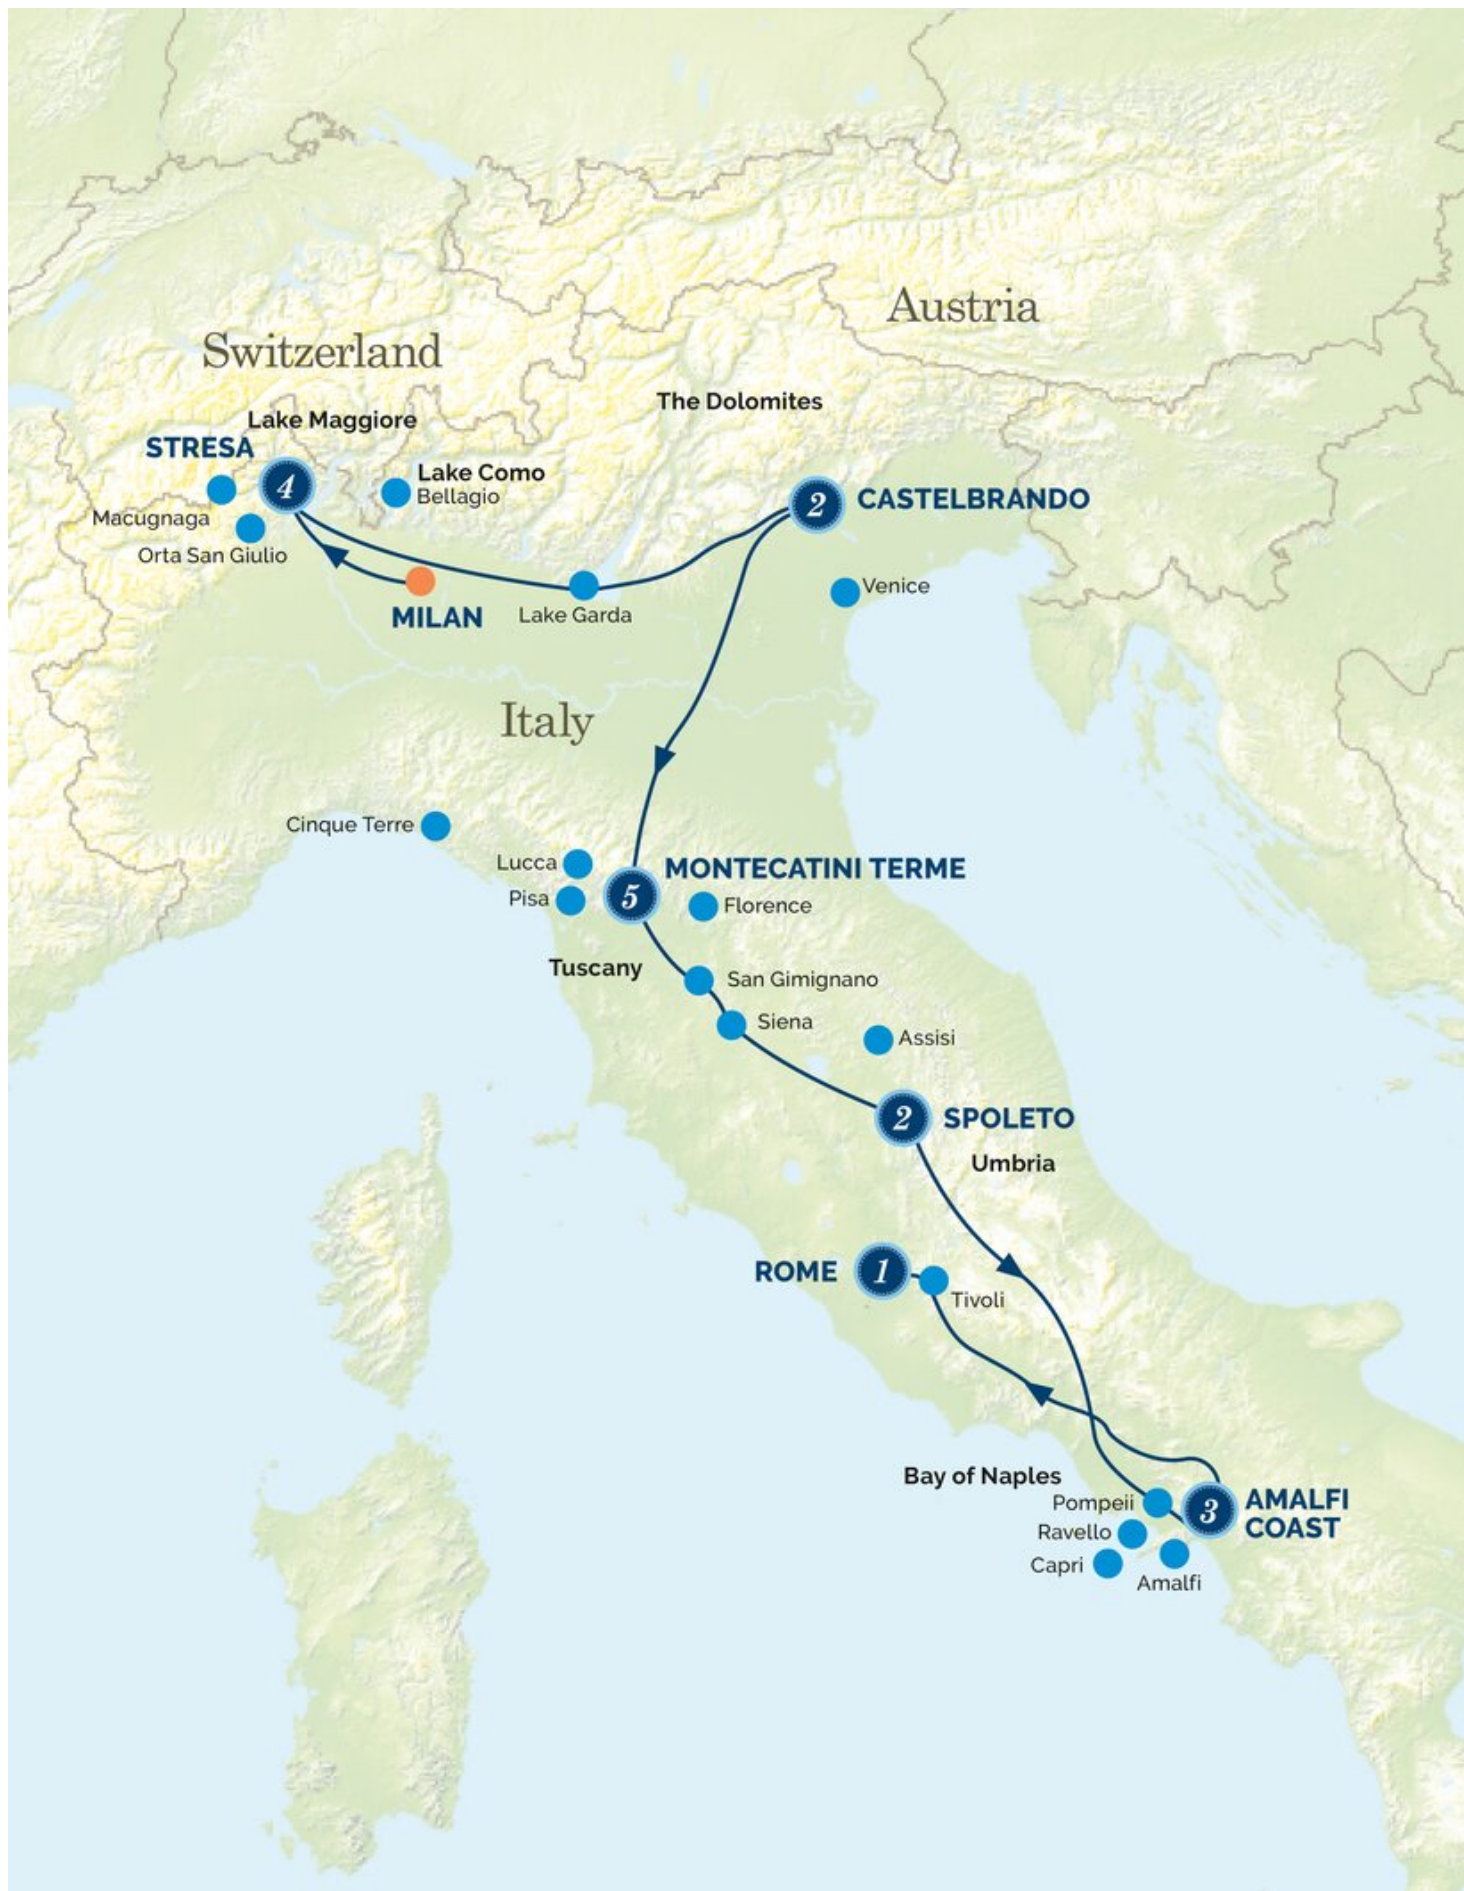 Austria
Switzerland
The Dolomites
Lake Maggiore
STRESA
4
Lake Como
Bellagio
2
CASTELBRANDO
Macugnaga
Orta San Giulio
MILAN
Lake Garda
Venice
Italy
Cinque Terre
Lucca
Pisa
5
MONTECATINI TERME
Florence
Tuscany
San Gimignano
Siena
Assisi
2
SPOLETO
Umbria
ROME
1
Tivoli
Bay of Naples
Pompeii
Ravello
Capri
Amalfi
3
AMALFI
COAST